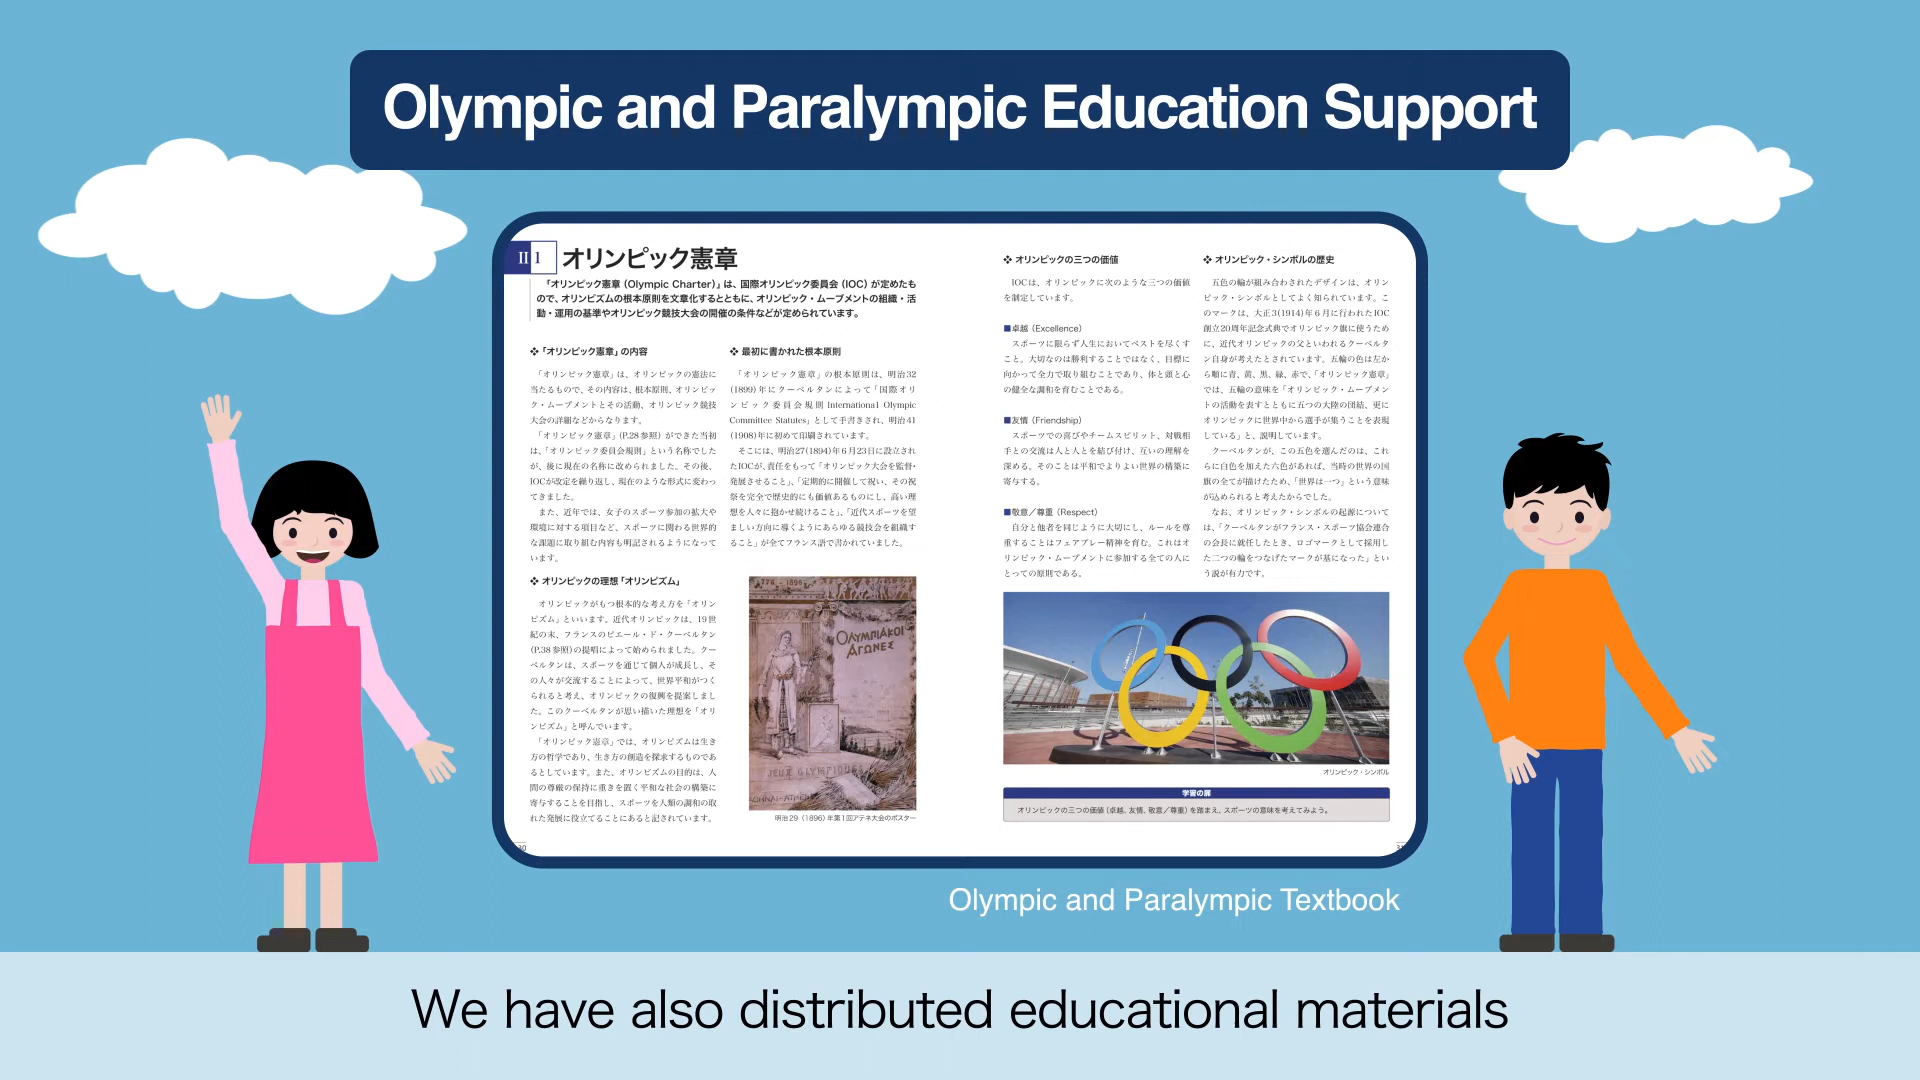 Olympic and Paralympic Education Support
II 1 オリンピック憲章
「オリンピック憲章（Olympic Charter）」は、国際オリンピック委員会（IOC）が定めたも
ので、オリンピズムの根本原則を文章化するとともに、オリンピック・ムーブメントの組織・活
動・運用の基準やオリンピック競技大会の開催の条件などが定められています。
❖「オリンピック憲章」の内容
「オリンピック憲章」は、オリンピックの憲法に
当たるもので、その内容は、根本原則、オリンピッ
ク・ムーブメントとその活動、オリンピック競技
大会の詳細などからなります。
「オリンピック憲章」（P.28参照）ができた当初
は、「オリンピック委員会規則」という名称でした
が、後に現在の名称に改められました。その後、
IOCが改定を繰り返し、現在のような形式に変わっ
てきました。
また、近年では、女子のスポーツ参加の拡大や
環境に対する項目など、スポーツに関わる世界的
な課題に取り組む内容も明記されるようになって
います。
❖ オリンピックの理想「オリンピズム」
オリンピックがもつ根本的な考え方を「オリン
ピズム」といいます。近代オリンピックは、19世
紀の末、フランスのピエール・ド・クーベルタン
（P.38参照）の提唱によって始められました。クー
ベルタンは、スポーツを通じて個人が成長し、そ
の人々が交流することによって、世界平和がつく
られると考え、オリンピックの復興を提案しまし
た。このクーベルタンが思い描いた理想を「オリ
ンピズム」と呼んでいます。
「オリンピック憲章」では、オリンピズムは生き
方の哲学であり、生き方の創造を探求するものであ
るとしています。また、オリンピズムの目的は、人
間の尊厳の保持に重きを置く平和な社会の構築に
寄与することを目指し、スポーツを人類の調和の取
れた発展に役立てることにあると記されています。
❖ 最初に書かれた根本原則
「オリンピック憲章」の根本原則は、明治32
（1899）年にクーベルタンによって「国際オリ
ンピック委員会規則 International Olympic
Committee Statutes」として手書きされ、明治41
（1908）年に初めて印刷されています。
そこには、明治27（1894）年6月23日に設立され
たIOCが、責任をもって「オリンピック大会を監督・
発展させること」、「定期的に開催して祝い、その祝
祭を完全で歴史的にも価値あるものにし、高い理
想を人々に抱かせ続けること」、「近代スポーツを望
ましい方向に導くようにあらゆる競技会を組織す
ること」が全てフランス語で書かれていました。
776-1896
ΟΛΥΜΠΙΑΚΟΙ
ΑΓΩΝΕΣ
JEUX OLYMPIQUES
明治29（1896）年第1回アテネ大会のポスター
30
❖ オリンピックの三つの価値
IOCは、オリンピックに次のような三つの価値
を制定しています。
■卓越（Excellence）
スポーツに限らず人生においてベストを尽くす
こと。大切なのは勝利することではなく、目標に
向かって全力で取り組むことであり、体と頭と心
の健全な調和を育むことである。
■友情（Friendship）
スポーツでの喜びやチームスピリット、対戦相
手との交流は人と人とを結び付け、互いの理解を
深める。そのことは平和でよりよい世界の構築に
寄与する。
■敬意／尊重（Respect）
自分と他者を同じように大切にし、ルールを尊
重することはフェアプレー精神を育む。これはオ
リンピック・ムーブメントに参加する全ての人に
とっての原則である。
❖ オリンピック・シンボルの歴史
五色の輪が組み合わされたデザインは、オリン
ピック・シンボルとしてよく知られています。こ
のマークは、大正3（1914）年6月に行われたIOC
創立20周年記念式典でオリンピック旗に使うため
に、近代オリンピックの父といわれるクーベルタ
ン自身が考えたとされています。五輪の色は左か
ら順に青、黄、黒、緑、赤で、「オリンピック憲章」
では、五輪の意味を「オリンピック・ムーブメン
トの活動を表すとともに五つの大陸の団結、更に
オリンピックに世界中から選手が集うことを表現
している」と、説明しています。
クーベルタンが、この五色を選んだのは、これ
らに白色を加えた六色があれば、当時の世界の国
旗の全てが描けたため、「世界は一つ」という意味
が込められると考えたからでした。
なお、オリンピック・シンボルの起源について
は、「クーベルタンがフランス・スポーツ協会連合
の会長に就任したとき、ロゴマークとして採用し
た二つの輪をつなげたマークが基になった」とい
う説が有力です。
オリンピック・シンボル
学習の扉
オリンピックの三つの価値（卓越、友情、敬意／尊重）を踏まえ、スポーツの意味を考えてみよう。
Olympic and Paralympic Textbook
We have also distributed educational materials